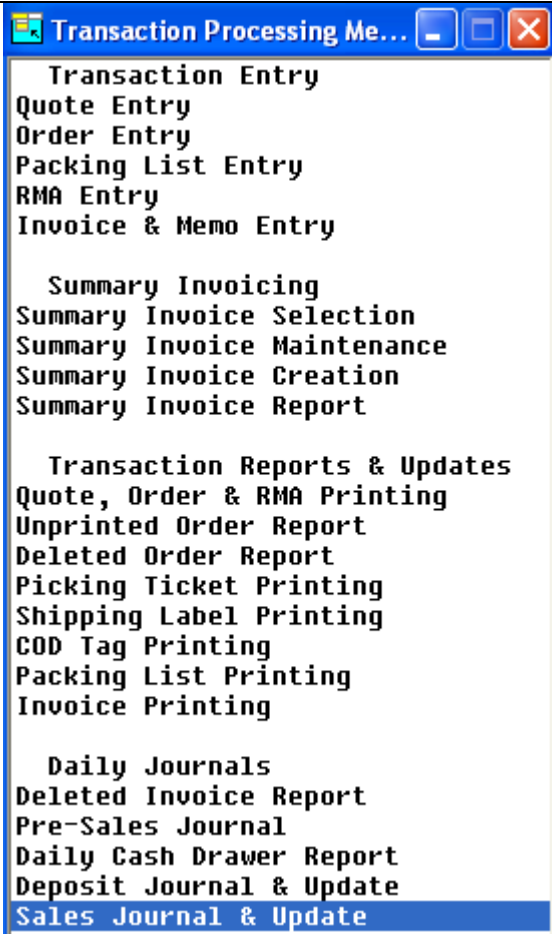 Transaction Processing Me...
Transaction Entry
Quote Entry
Order Entry
Packing List Entry
RMA Entry
Invoice & Memo Entry
Summary Invoicing
Summary Invoice Selection
Summary Invoice Maintenance
Summary Invoice Creation
Summary Invoice Report
Transaction Reports & Updates
Quote, Order & RMA Printing
Unprinted Order Report
Deleted Order Report
Picking Ticket Printing
Shipping Label Printing
COD Tag Printing
Packing List Printing
Invoice Printing
Daily Journals
Deleted Invoice Report
Pre-Sales Journal
Daily Cash Drawer Report
Deposit Journal & Update
Sales Journal & Update